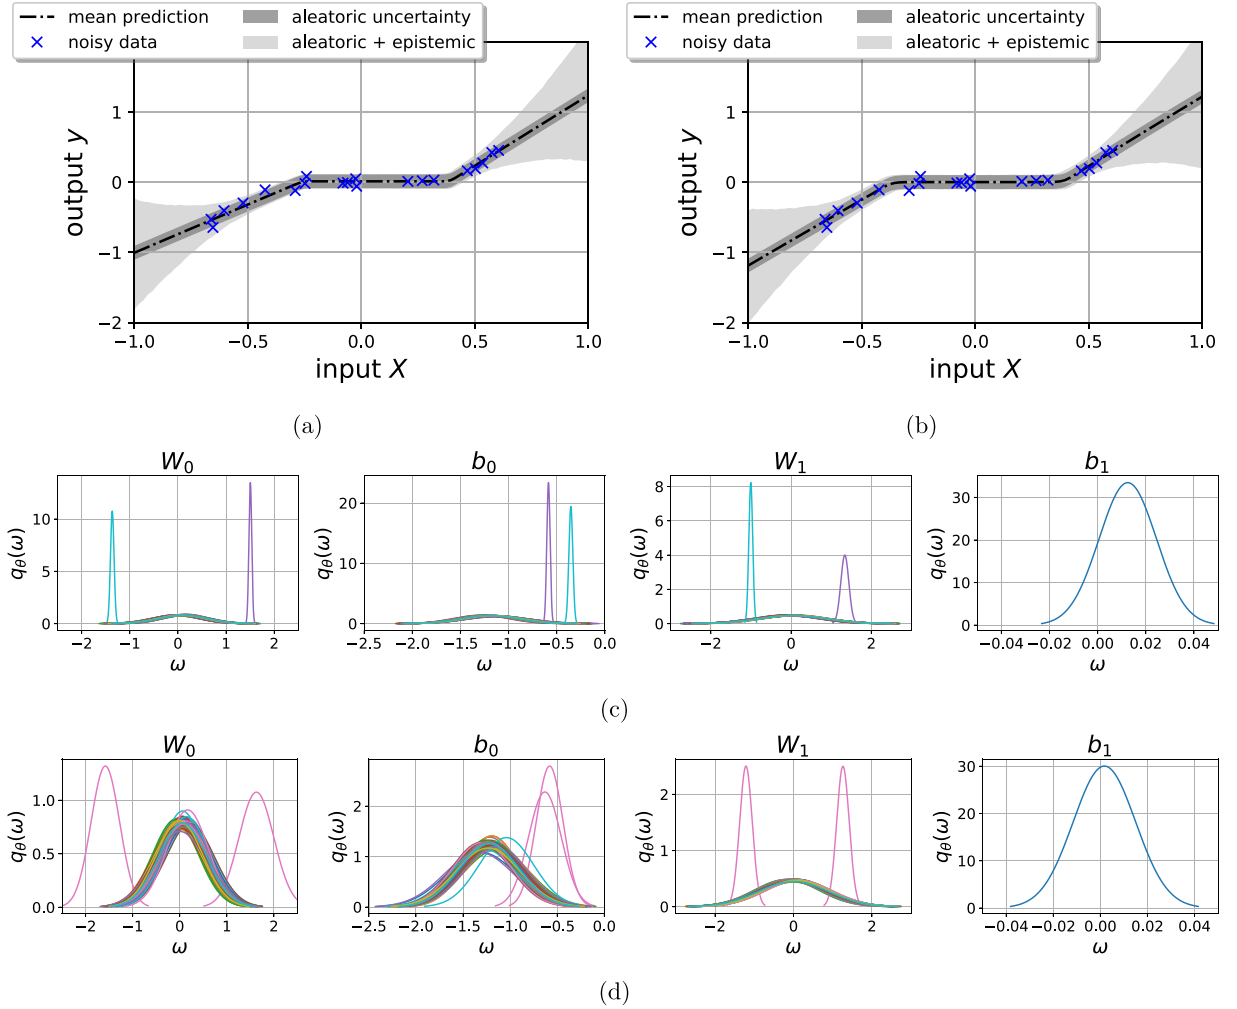 mean prediction aleatoric uncertainty
noisy data aleatoric + epistemic
output y
1
0
−1
−2
−1.0 −0.5 0.0 0.5 1.0
input X
(a)
mean prediction aleatoric uncertainty
noisy data aleatoric + epistemic
output y
1
0
−1
−2
−1.0 −0.5 0.0 0.5 1.0
input X
(b)
W₀
qθ(ω)
10
5
0
−2 −1 0 1 2
ω
b₀
qθ(ω)
20
10
0
−2.5 −2.0 −1.5 −1.0 −0.5 0.0
ω
W₁
qθ(ω)
8
6
4
2
0
−2 0 2
ω
b₁
qθ(ω)
30
20
10
0
−0.04 −0.02 0.00 0.02 0.04
ω
(c)
W₀
qθ(ω)
1.0
0.5
0.0
−2 −1 0 1 2
ω
b₀
qθ(ω)
2
1
0
−2.5 −2.0 −1.5 −1.0 −0.5 0.0
ω
W₁
qθ(ω)
2
1
0
−2 0 2
ω
b₁
qθ(ω)
30
20
10
0
−0.04 −0.02 0.00 0.02 0.04
ω
(d)